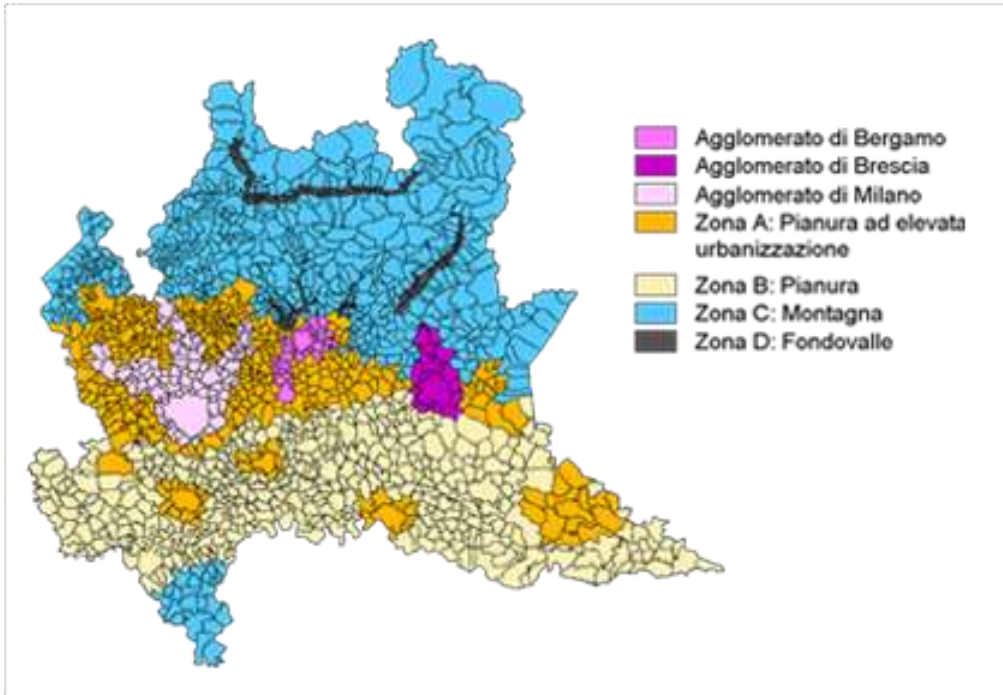 Agglomerato di Bergamo
Agglomerato di Brescia
Agglomerato di Milano
Zona A: Pianura ad elevata
urbanizzazione
Zona B: Pianura
Zona C: Montagna
Zona D: Fondovalle